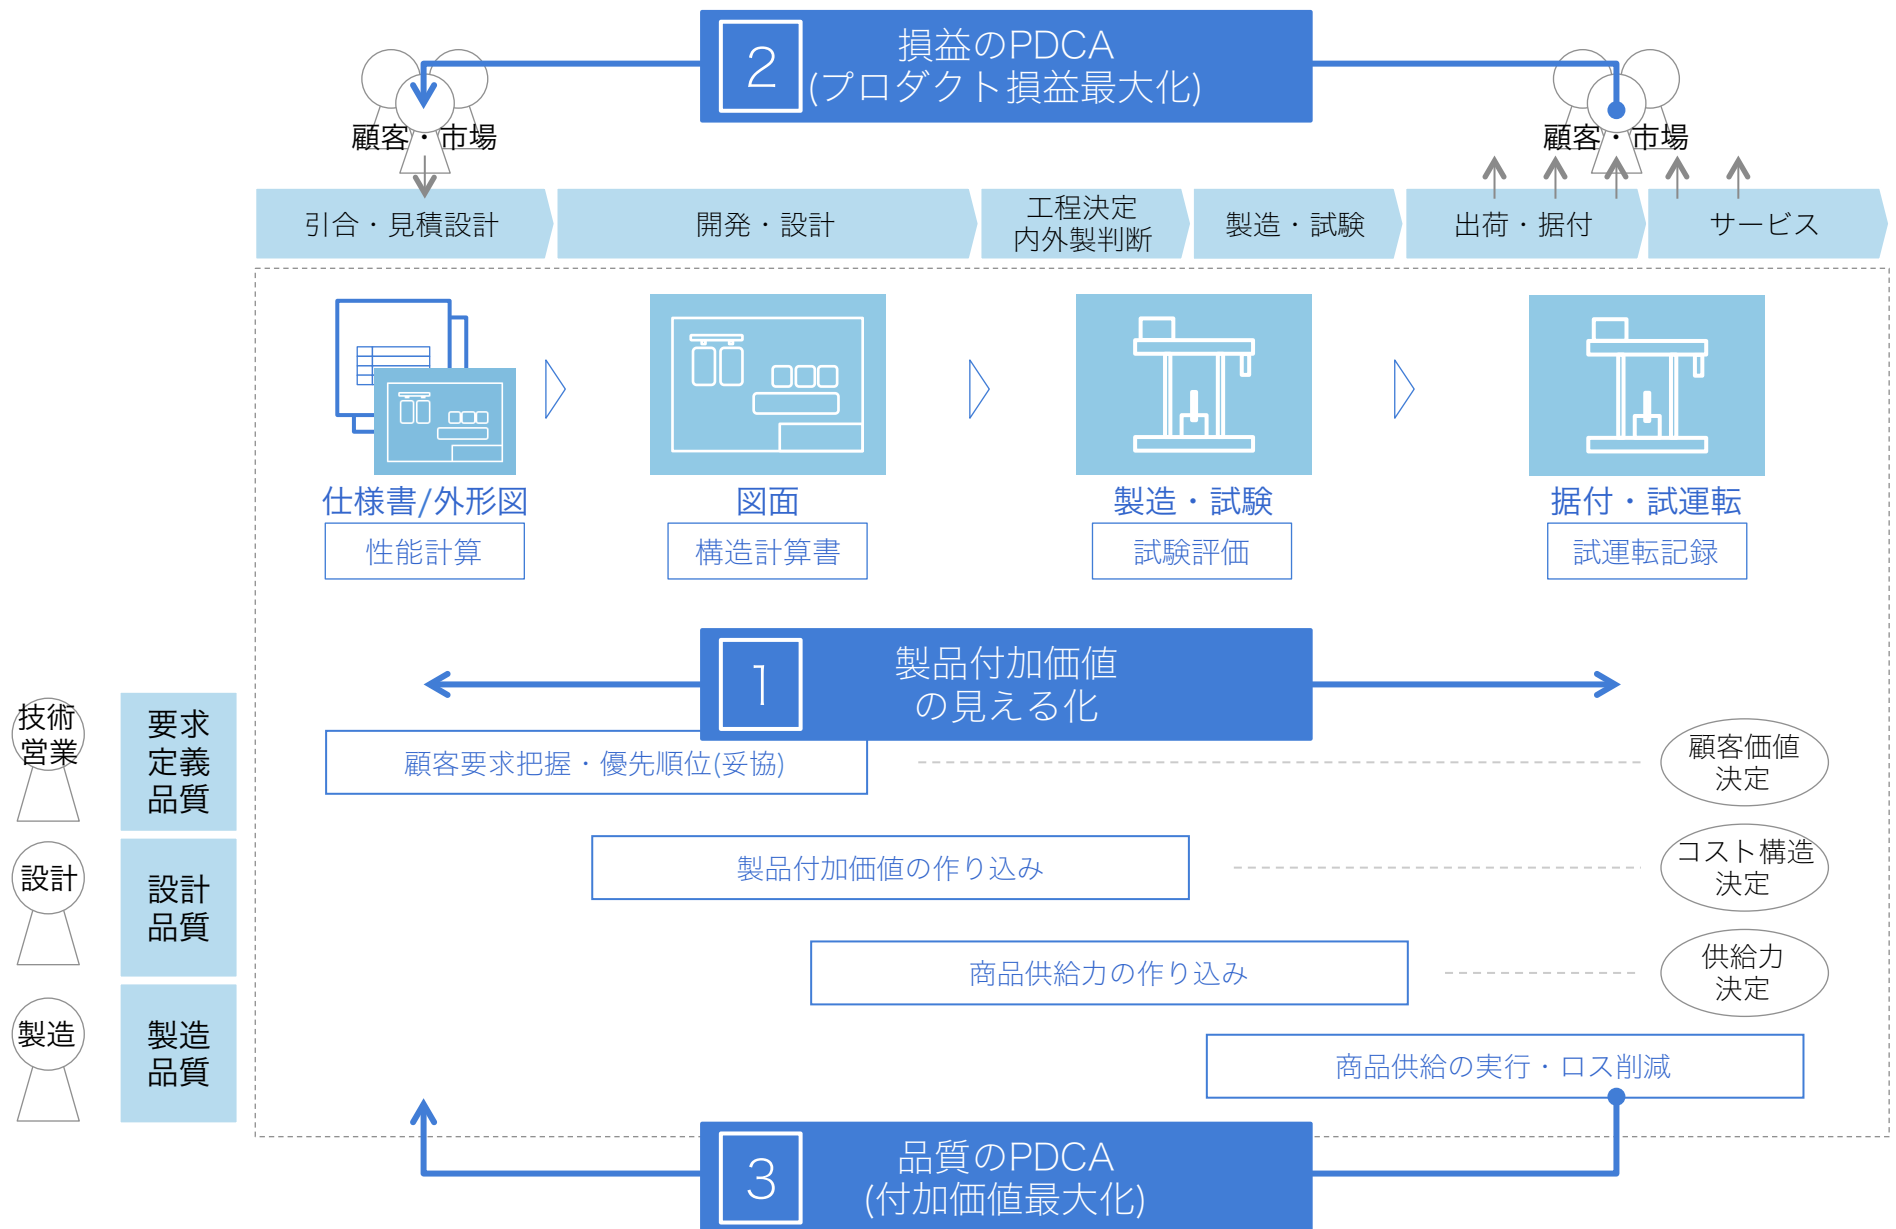 2
損益のPDCA
(プロダクト損益最大化)
顧客・市場
顧客・市場
引合・見積設計
開発・設計
工程決定
内外製判断
製造・試験
出荷・据付
サービス
仕様書/外形図
性能計算
図面
構造計算書
製造・試験
試験評価
据付・試運転
試運転記録
1
製品付加価値
の見える化
技術
営業
要求
定義
品質
顧客要求把握・優先順位(妥協)
顧客価値
決定
設計
設計
品質
製品付加価値の作り込み
コスト構造
決定
商品供給力の作り込み
供給力
決定
製造
製造
品質
商品供給の実行・ロス削減
3
品質のPDCA
(付加価値最大化)